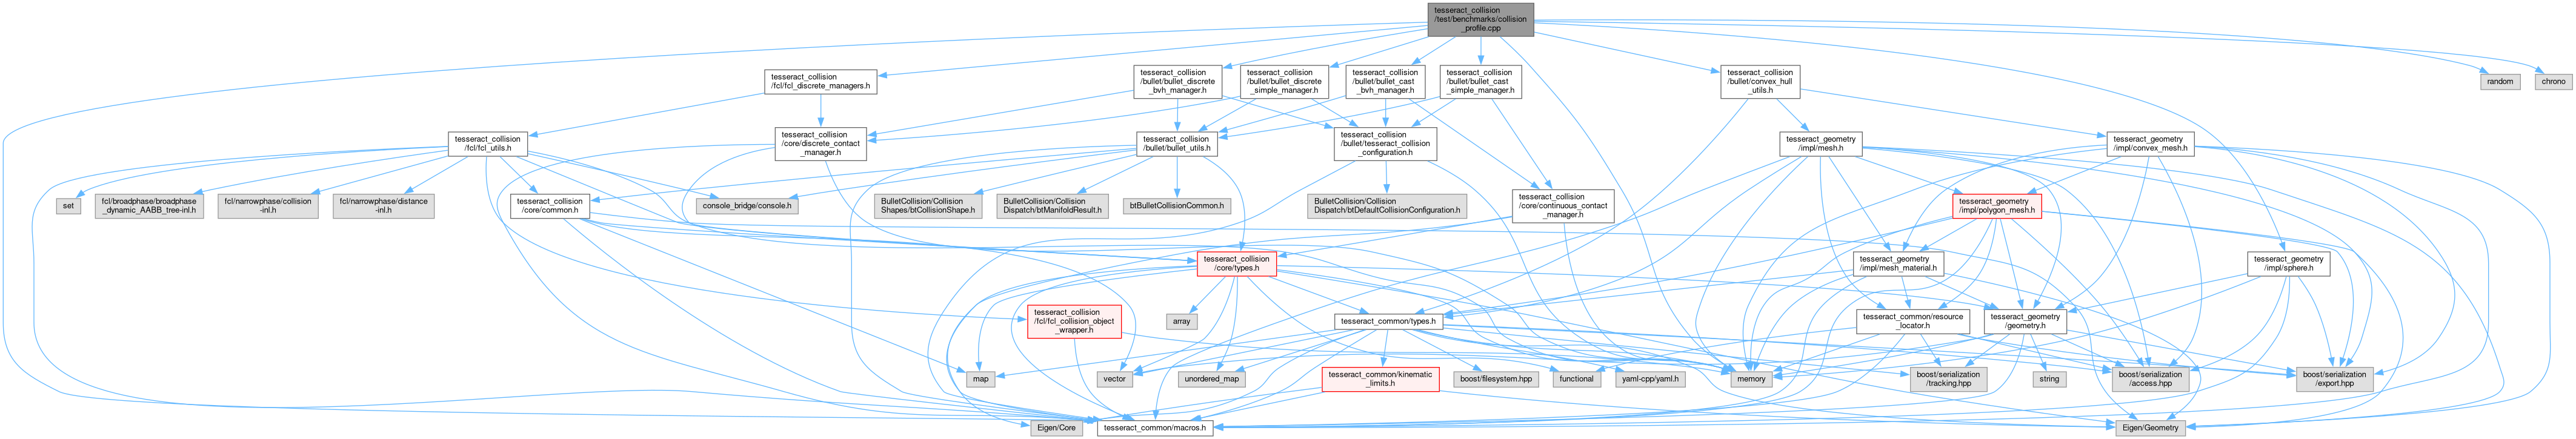 tesseract_collision
/test/benchmarks/collision
_profile.cpp
tesseract_collision
/fcl/fcl_discrete_managers.h
tesseract_collision
/bullet/bullet_discrete
_bvh_manager.h
tesseract_collision
/bullet/bullet_discrete
_simple_manager.h
tesseract_collision
/bullet/bullet_cast
_bvh_manager.h
tesseract_collision
/bullet/bullet_cast
_simple_manager.h
tesseract_collision
/bullet/convex_hull
_utils.h
random
chrono
tesseract_collision
/fcl/fcl_utils.h
tesseract_collision
/core/discrete_contact
_manager.h
tesseract_collision
/bullet/bullet_utils.h
tesseract_collision
/bullet/tesseract_collision
_configuration.h
tesseract_geometry
/impl/mesh.h
tesseract_geometry
/impl/convex_mesh.h
set
fcl/broadphase/broadphase
_dynamic_AABB_tree-inl.h
fcl/narrowphase/collision
-inl.h
fcl/narrowphase/distance
-inl.h
tesseract_collision
/core/common.h
console_bridge/console.h
BulletCollision/Collision
Shapes/btCollisionShape.h
BulletCollision/Collision
Dispatch/btManifoldResult.h
btBulletCollisionCommon.h
BulletCollision/Collision
Dispatch/btDefaultCollisionConfiguration.h
tesseract_collision
/core/continuous_contact
_manager.h
tesseract_geometry
/impl/polygon_mesh.h
tesseract_collision
/core/types.h
tesseract_geometry
/impl/mesh_material.h
tesseract_geometry
/impl/sphere.h
tesseract_collision
/fcl/fcl_collision_object
_wrapper.h
array
tesseract_common/types.h
tesseract_common/resource
_locator.h
tesseract_geometry
/geometry.h
map
vector
unordered_map
tesseract_common/kinematic
_limits.h
boost/filesystem.hpp
functional
yaml-cpp/yaml.h
memory
boost/serialization
/tracking.hpp
string
boost/serialization
/access.hpp
boost/serialization
/export.hpp
Eigen/Core
tesseract_common/macros.h
Eigen/Geometry